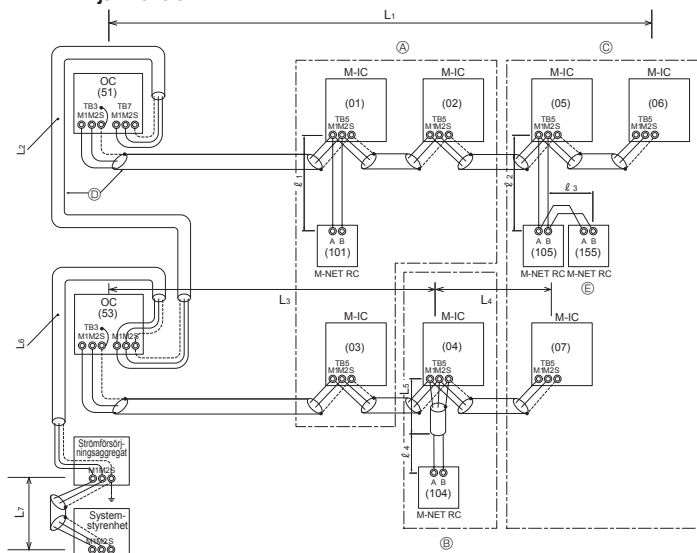 L1
A
C
M-IC M-IC M-IC M-IC
OC
(51)
(01) (02) (05) (06)
TB3 TB7
M1M2S M1M2S
TB5
M1M2S
TB5
M1M2S
TB5
M1M2S
TB5
M1M2S
L2
D
ℓ1
ℓ2
ℓ3
A B
(101)
M-NET RC
A B
(105)
M-NET RC
A B
(155)
M-NET RC
E
L3
L4
OC
(53)
TB3
M1M2S M1M2S
M-IC M-IC M-IC
(03) (04) (07)
TB5
M1M2S
TB5
M1M2S
TB5
M1M2S
L6
L5
ℓ4
A B
(104)
M-NET RC
B
Strömförsörj-
ningsaggregat
M1M2S
L7
System-
styrenhet
M1M2S